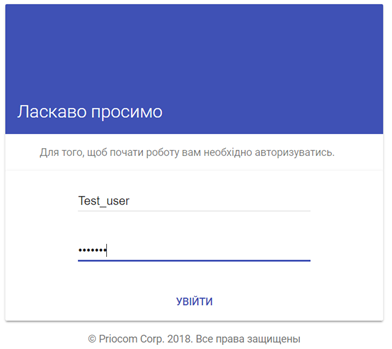 Ласкаво просимо
Для того, щоб почати роботу вам необхідно авторизуватись.
Test_user
•••••••
УВІЙТИ
© Priocom Corp. 2018. Все права защищены